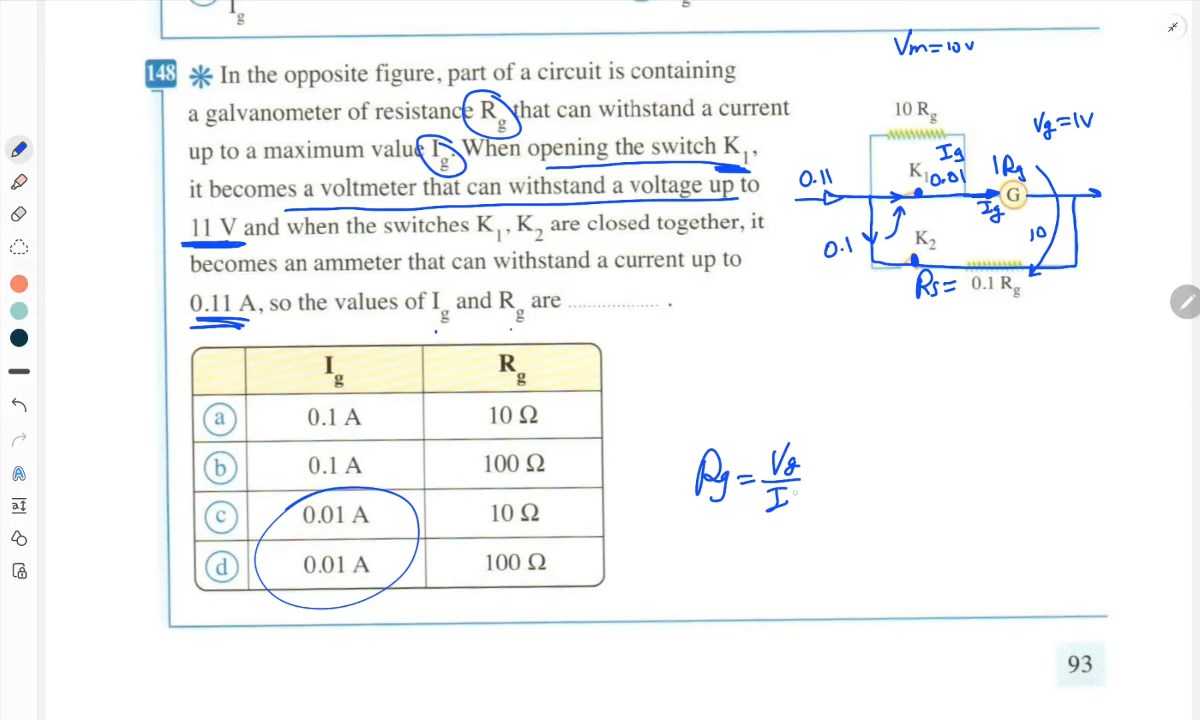 I g
g
Vm = 10 V
148 * In the opposite figure, part of a circuit is containing
a galvanometer of resistance Rg that can withstand a current
up to a maximum value Ig. When opening the switch K1,
it becomes a voltmeter that can withstand a voltage up to
11 V and when the switches K1, K2 are closed together, it
becomes an ammeter that can withstand a current up to
0.11 A, so the values of Ig and Rg are .................. .
10 Rg
Vg = 1V
K1
Ig
0.01
1Rg
0.11
G
Ig
0.1
K2
10
Rs =
0.1 Rg
Ig Rg
a 0.1 A 10 Ω
b 0.1 A 100 Ω
c 0.01 A 10 Ω
d 0.01 A 100 Ω
Rg = Vg
I
93